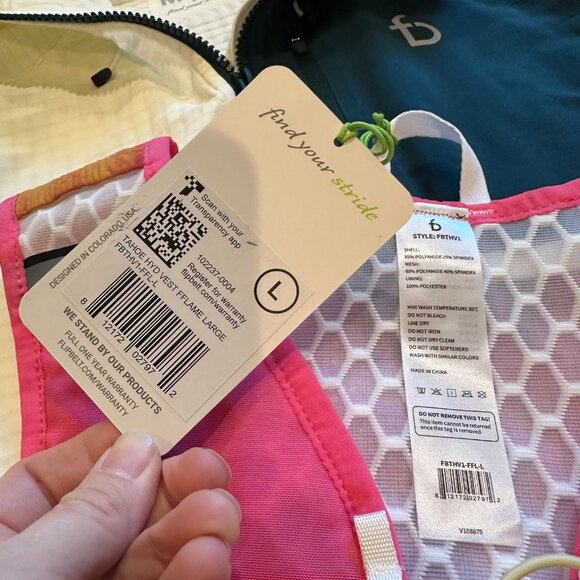 find your stride
Scan with your
Transparency app
102237-0004
Register for warranty
flipbelt.com/warranty
L
DESIGNED IN COLORADO, USA.
TAHOE HYD VEST FFLAME LARGE
FBTHV1-FFL-L
8 12172 02797 2
WE STAND BY OUR PRODUCTS
FULL ONE YEAR WARRANTY
FLIPBELT.COM/WARRANTY
STYLE: FBTHV1
SHELL:
85% POLYAMIDE 15% SPANDEX
MESH:
60% POLYAMIDE 40% SPANDEX
LINING:
100% POLYESTER
MAX WASH TEMPERATURE 30°C
DO NOT BLEACH
LINE DRY
DO NOT IRON
DO NOT DRY CLEAN
DO NOT USE SOFTENERS
WASH WITH SIMILAR COLORS
MADE IN CHINA
DO NOT REMOVE THIS TAG!
This item cannot be returned
once this tag is removed.
FBTHV1-FFL-L
8 12172 02797 2
V108679